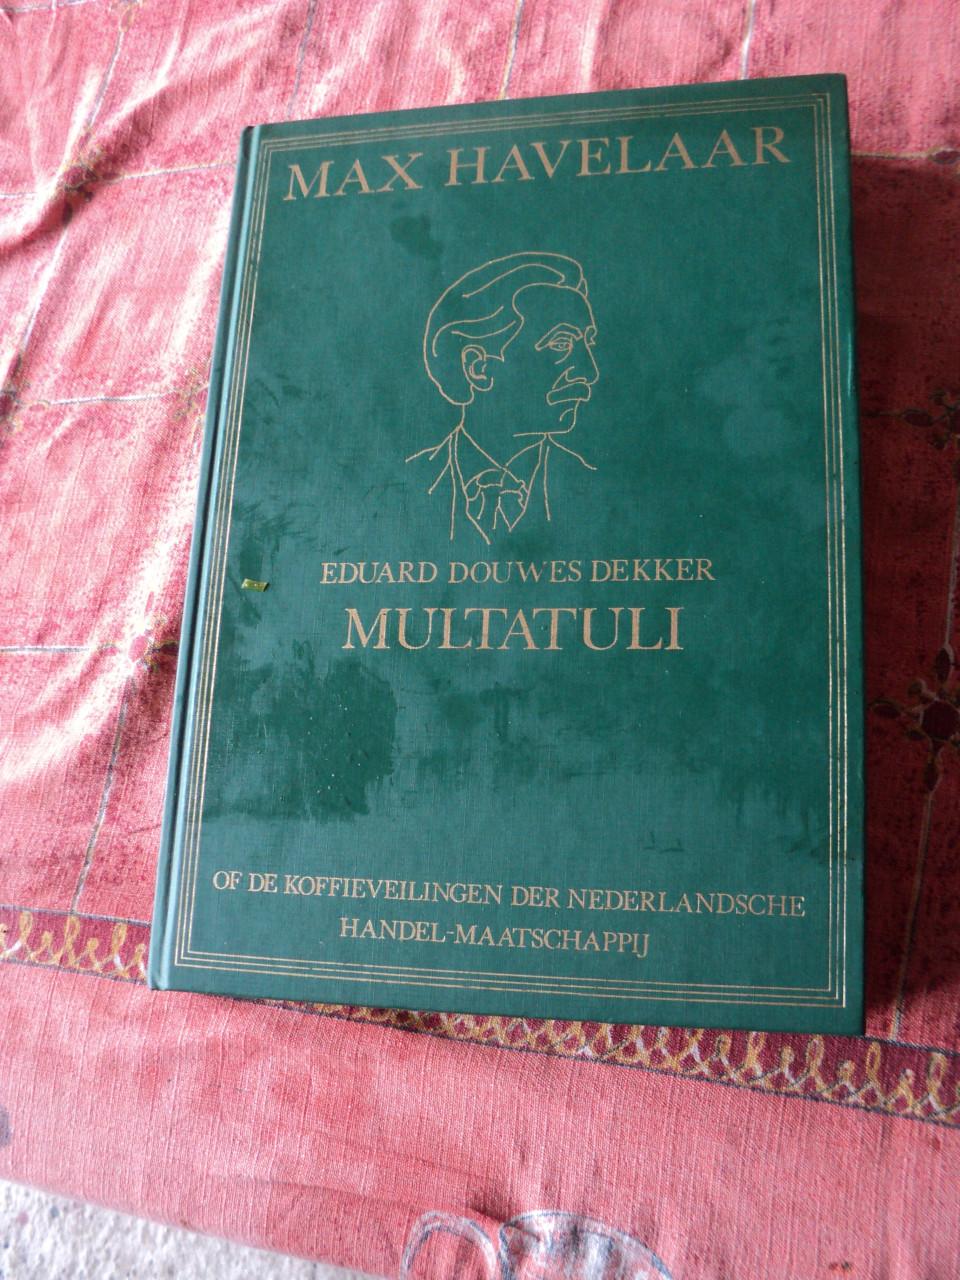 MAX HAVELAAR
EDUARD DOUWES DEKKER
MULTATULI
OF DE KOFFIEVEILINGEN DER NEDERLANDSCHE
HANDEL-MAATSCHAPPIJ